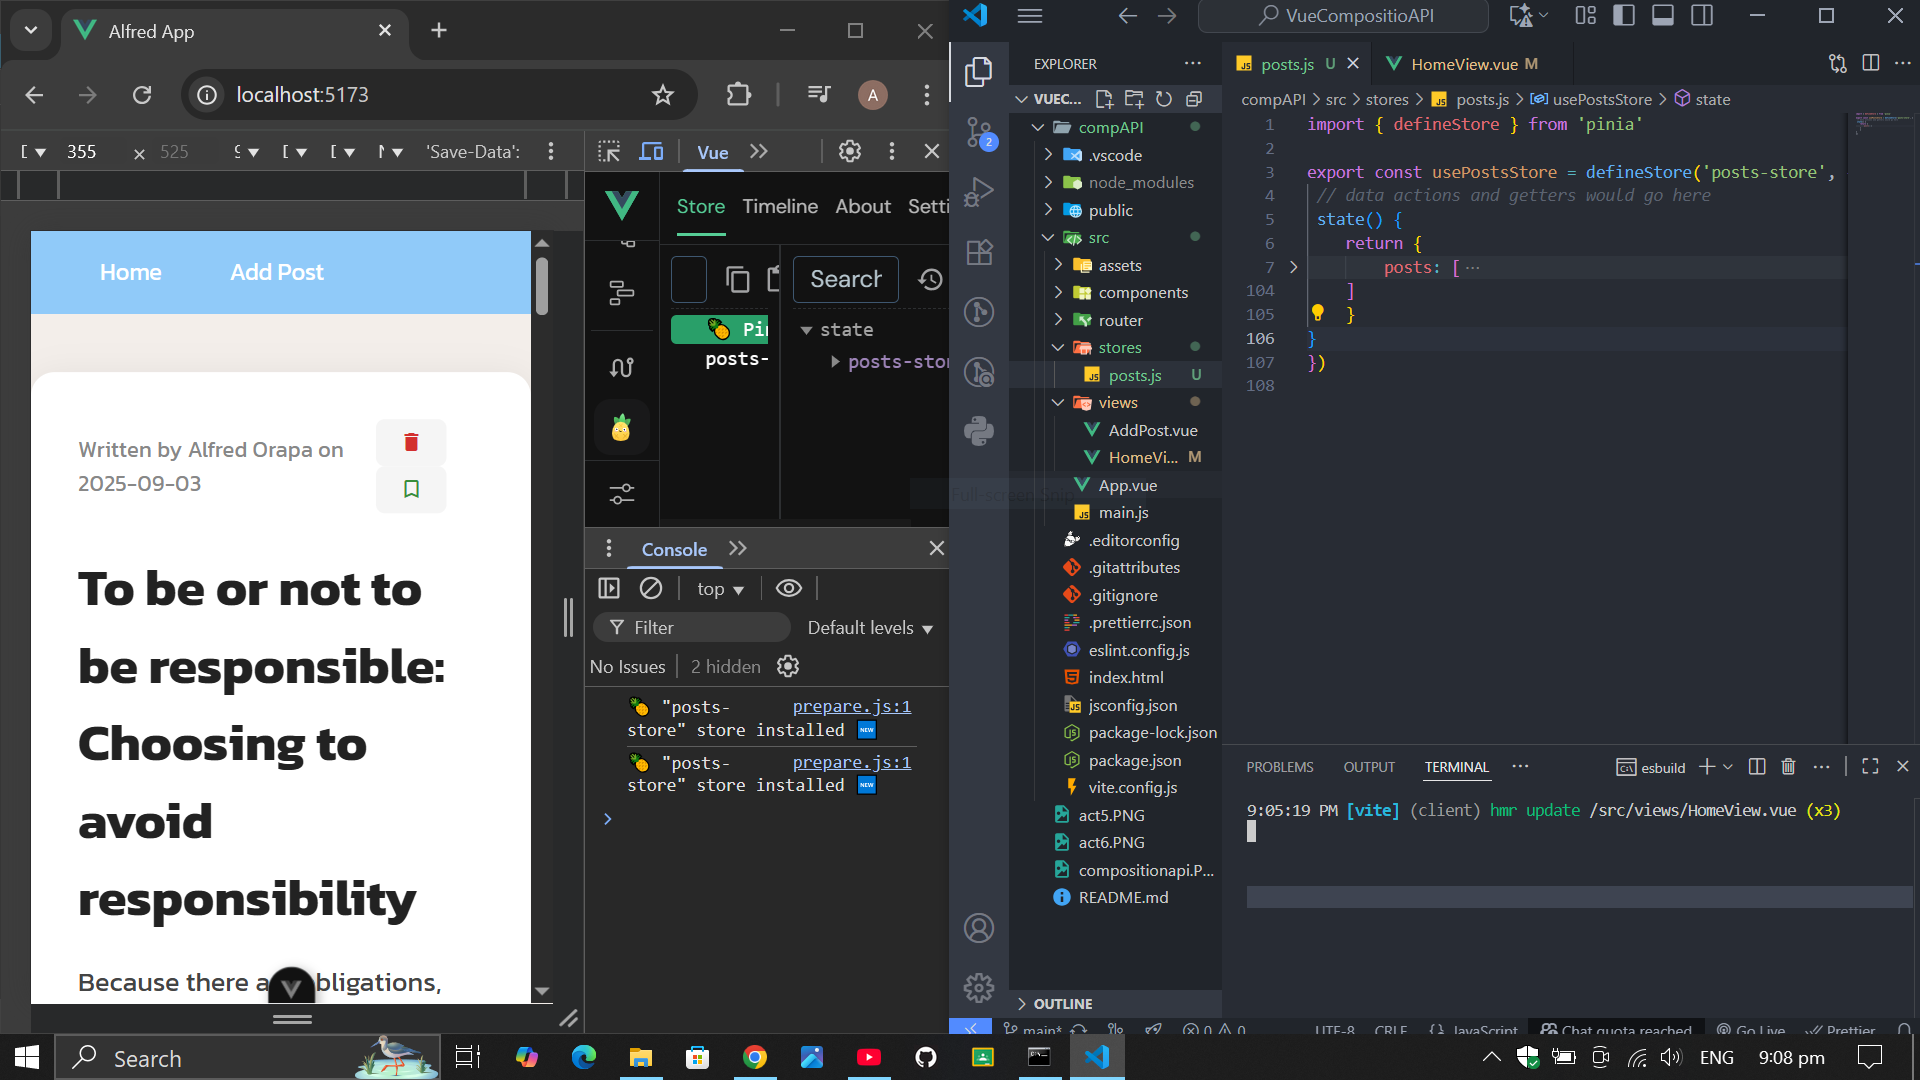 Alfred App
localhost:5173
355 × 525 'Save-Data':
Vue
Store Timeline About Setti
Search
Pi
posts-
state
posts-stor
Home Add Post
Written by Alfred Orapa on
2025-09-03
To be or not to
be responsible:
Choosing to
avoid
responsibility
Because there a bligations,
Console
top
Filter
Default levels
No Issues 2 hidden
"posts-store" store installed prepare.js:1
"posts-store" store installed prepare.js:1
VueCompositioAPI
EXPLORER
VUEC...
compAPI
.vscode
node_modules
public
src
assets
components
router
stores
posts.js U
views
AddPost.vue
HomeVi... M
App.vue
Full-screen Snip
main.js
.editorconfig
.gitattributes
.gitignore
.prettierrc.json
eslint.config.js
index.html
jsconfig.json
package-lock.json
package.json
vite.config.js
act5.PNG
act6.PNG
compositionapi.P...
README.md
OUTLINE
posts.js U
HomeView.vue M
compAPI > src > stores > posts.js > usePostsStore > state
1 import { defineStore } from 'pinia'
2
3 export const usePostsStore = defineStore('posts-store',
4 // data actions and getters would go here
5 state() {
6 return {
7 posts: [ ...
104 ]
105 }
106 }
107 })
108
PROBLEMS OUTPUT TERMINAL
esbuild
9:05:19 PM [vite] (client) hmr update /src/views/HomeView.vue (x3)
main* 0 0 UTF-8 CRLF {} JavaScript Chat quota reached Go Live Prettier
Search
ENG 9:08 pm